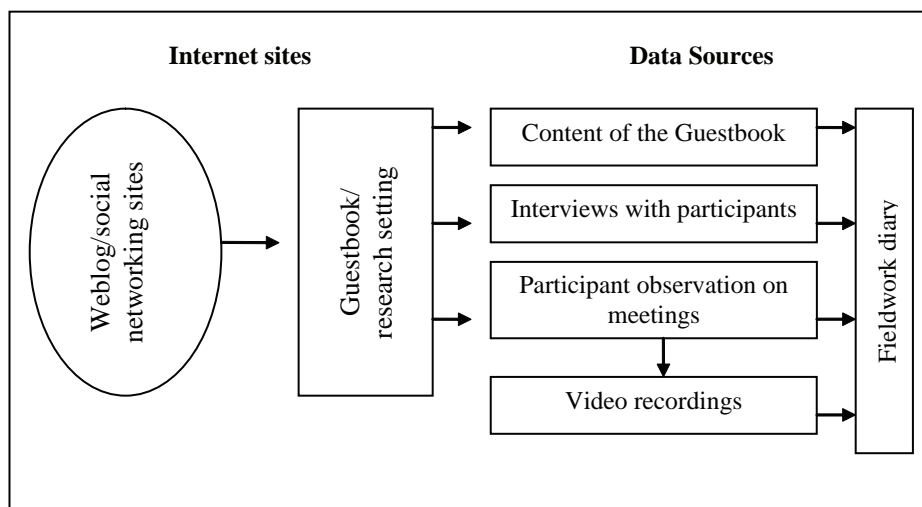 Internet sites
Data Sources
Weblog/social
networking sites
Guestbook/
research setting
Content of the Guestbook
Interviews with participants
Participant observation on
meetings
Video recordings
Fieldwork diary